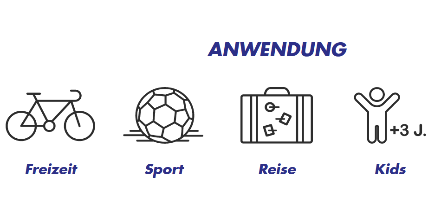 ANWENDUNG
+3 J.
Freizeit
Sport
Reise
Kids